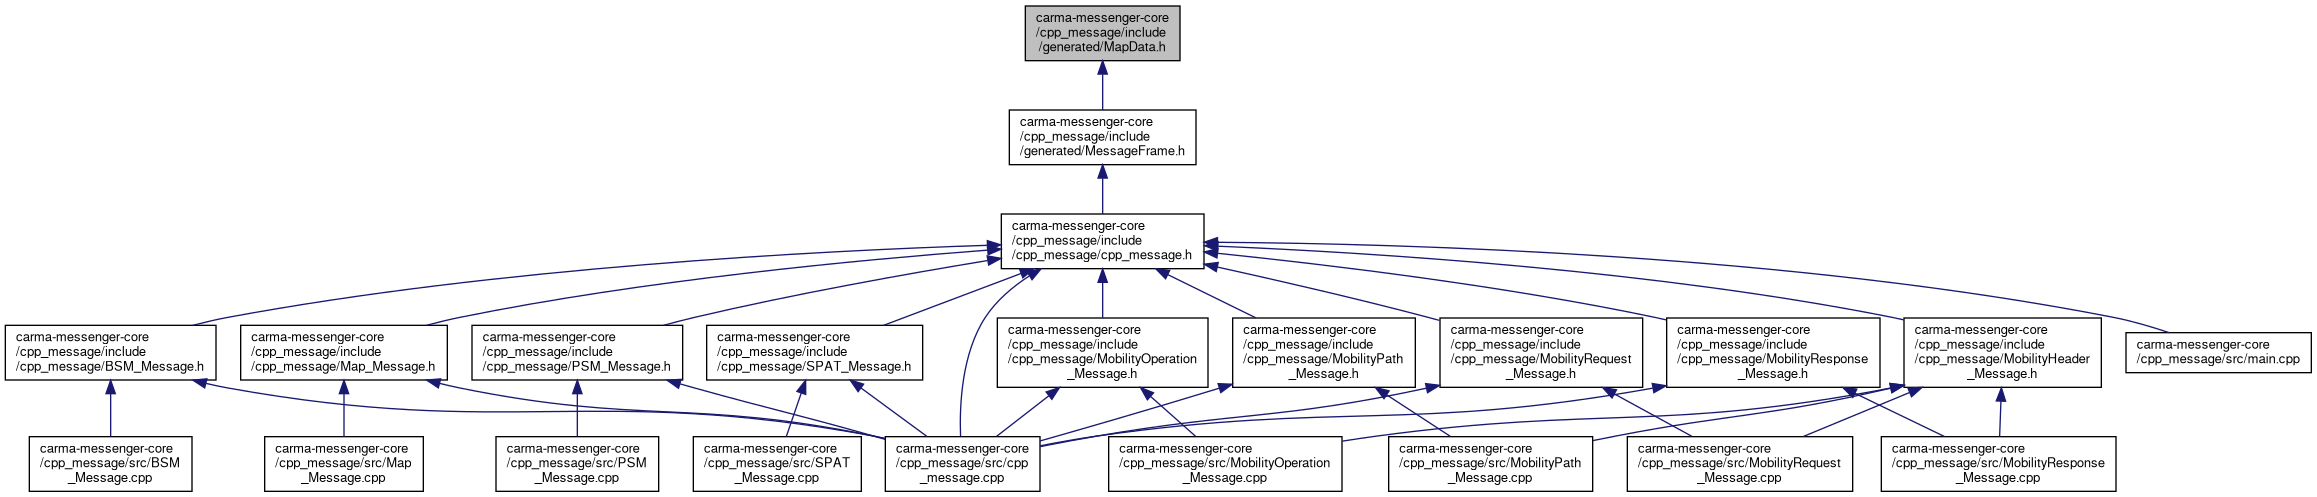 carma-messenger-core
/cpp_message/include
/generated/MapData.h
carma-messenger-core
/cpp_message/include
/generated/MessageFrame.h
carma-messenger-core
/cpp_message/include
/cpp_message/cpp_message.h
carma-messenger-core
/cpp_message/include
/cpp_message/BSM_Message.h
carma-messenger-core
/cpp_message/include
/cpp_message/Map_Message.h
carma-messenger-core
/cpp_message/include
/cpp_message/PSM_Message.h
carma-messenger-core
/cpp_message/include
/cpp_message/SPAT_Message.h
carma-messenger-core
/cpp_message/include
/cpp_message/MobilityOperation
_Message.h
carma-messenger-core
/cpp_message/include
/cpp_message/MobilityPath
_Message.h
carma-messenger-core
/cpp_message/include
/cpp_message/MobilityRequest
_Message.h
carma-messenger-core
/cpp_message/include
/cpp_message/MobilityResponse
_Message.h
carma-messenger-core
/cpp_message/include
/cpp_message/MobilityHeader
_Message.h
carma-messenger-core
/cpp_message/src/main.cpp
carma-messenger-core
/cpp_message/src/BSM
_Message.cpp
carma-messenger-core
/cpp_message/src/Map
_Message.cpp
carma-messenger-core
/cpp_message/src/PSM
_Message.cpp
carma-messenger-core
/cpp_message/src/SPAT
_Message.cpp
carma-messenger-core
/cpp_message/src/cpp
_message.cpp
carma-messenger-core
/cpp_message/src/MobilityOperation
_Message.cpp
carma-messenger-core
/cpp_message/src/MobilityPath
_Message.cpp
carma-messenger-core
/cpp_message/src/MobilityRequest
_Message.cpp
carma-messenger-core
/cpp_message/src/MobilityResponse
_Message.cpp